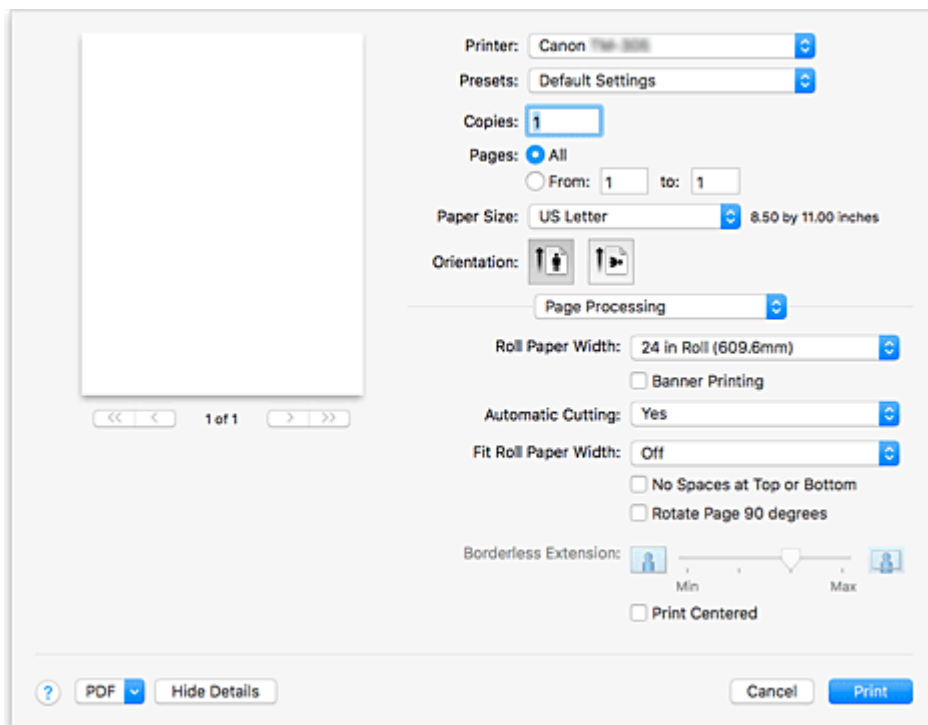 Printer: Canon
Presets: Default Settings
Copies: 1
Pages: All
From: 1 to: 1
Paper Size: US Letter 8.50 by 11.00 inches
Orientation:
Page Processing
Roll Paper Width: 24 in Roll (609.6mm)
Banner Printing
1 of 1
Automatic Cutting: Yes
Fit Roll Paper Width: Off
No Spaces at Top or Bottom
Rotate Page 90 degrees
Borderless Extension:
Min Max
Print Centered
? PDF Hide Details Cancel Print